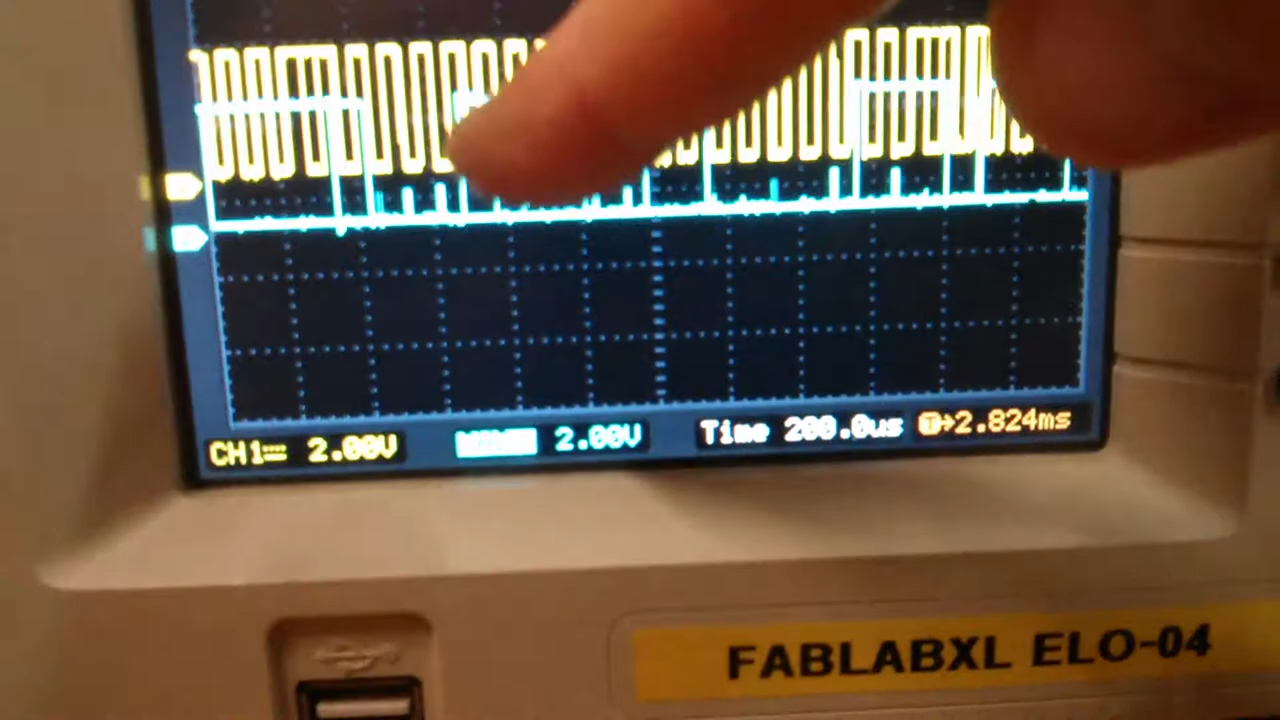 CH1 2.00V 2.00V Time 200.0us T→2.824ms
FABLABXL ELO-04